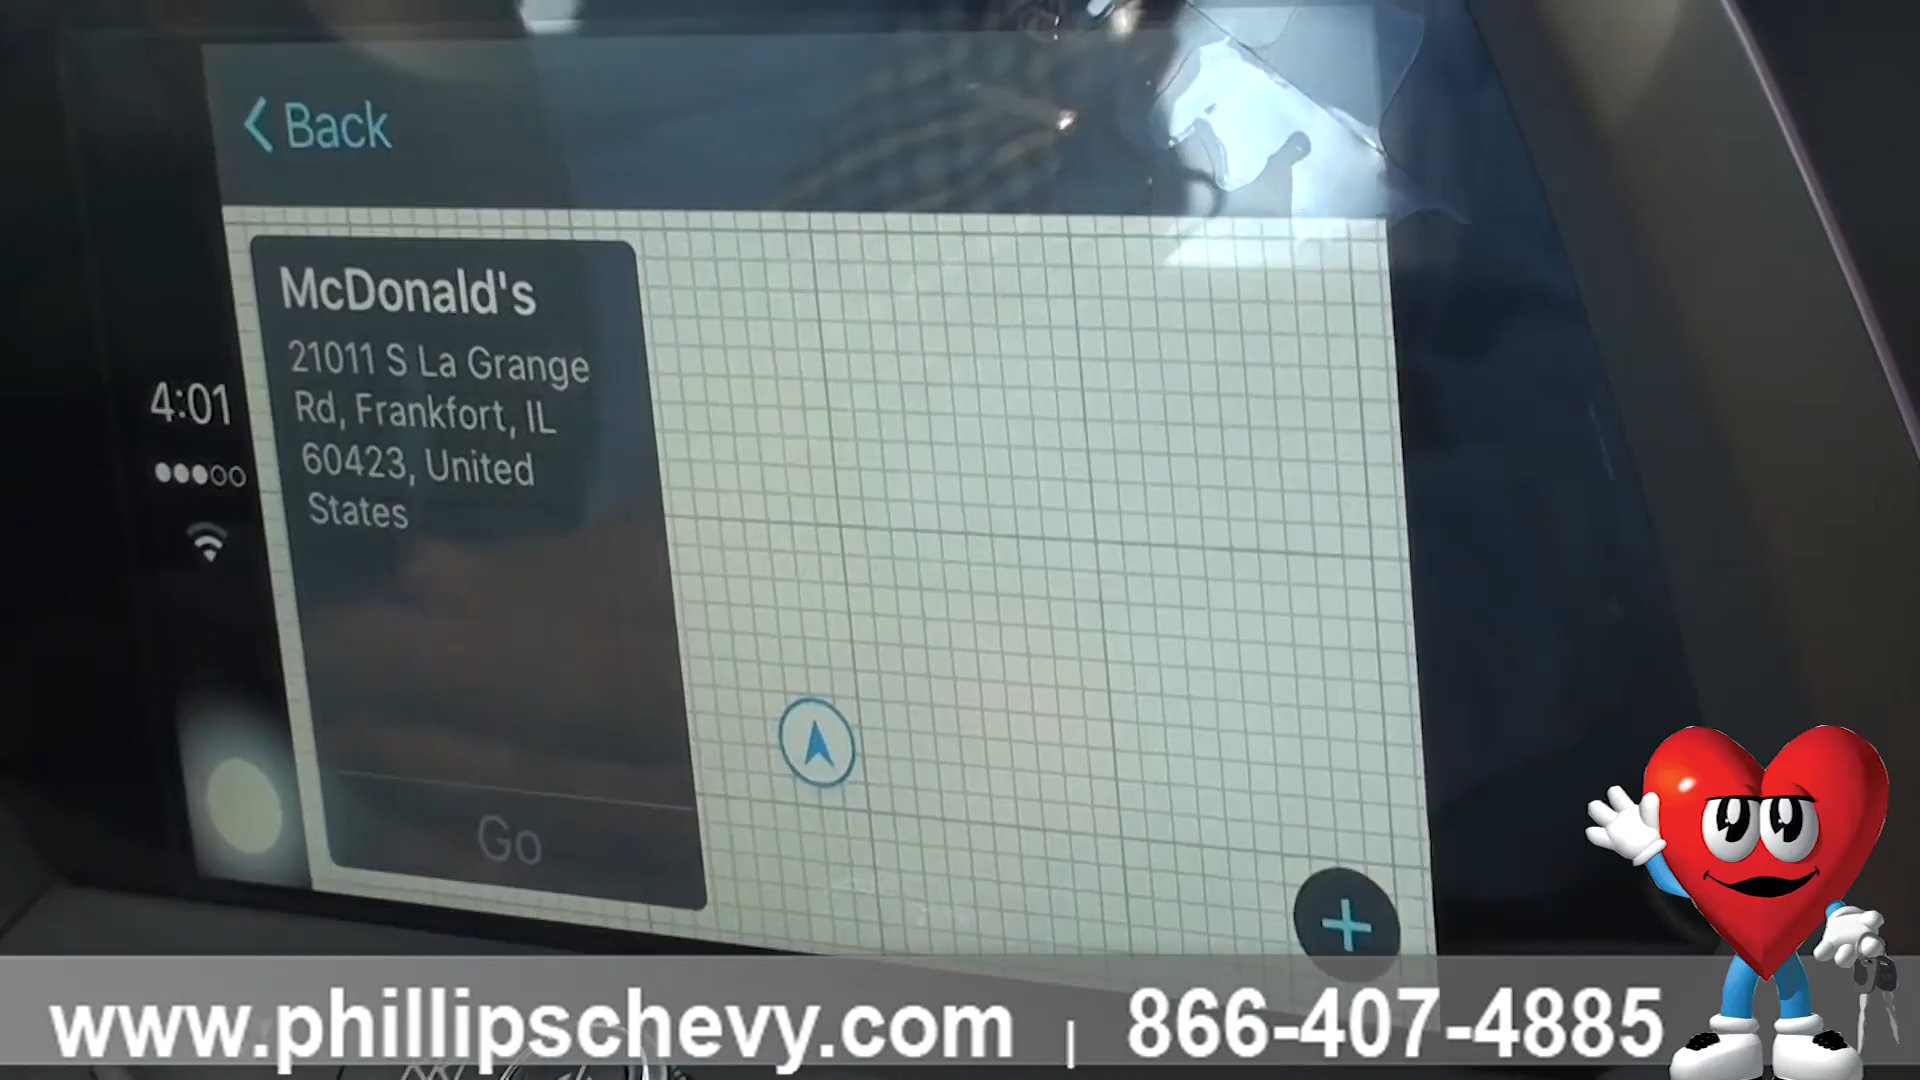 Back
McDonald's
21011 S La Grange
Rd, Frankfort, IL
60423, United
States
4:01
Go
www.phillipschevy.com | 866-407-4885